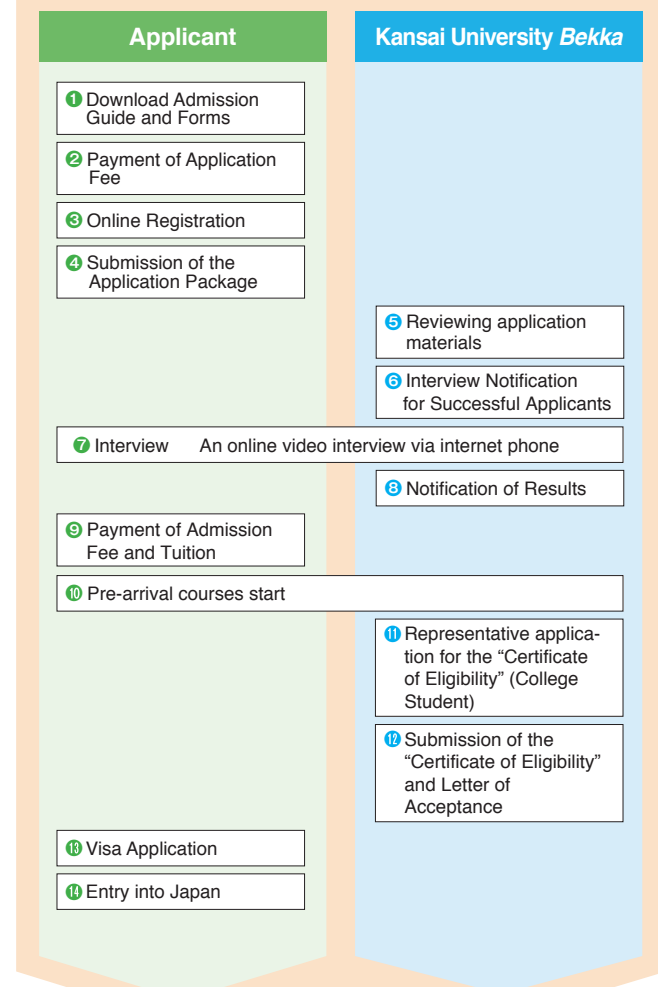 Applicant
Kansai University Bekka
❶ Download Admission
Guide and Forms
❷ Payment of Application
Fee
❸ Online Registration
❹ Submission of the
Application Package
❺ Reviewing application
materials
❻ Interview Notification
for Successful Applicants
❼ Interview An online video interview via internet phone
❽ Notification of Results
❾ Payment of Admission
Fee and Tuition
❿ Pre-arrival courses start
⓫ Representative applica-
tion for the “Certificate
of Eligibility” (College
Student)
⓬ Submission of the
“Certificate of Eligibility”
and Letter of
Acceptance
⓭ Visa Application
⓮ Entry into Japan